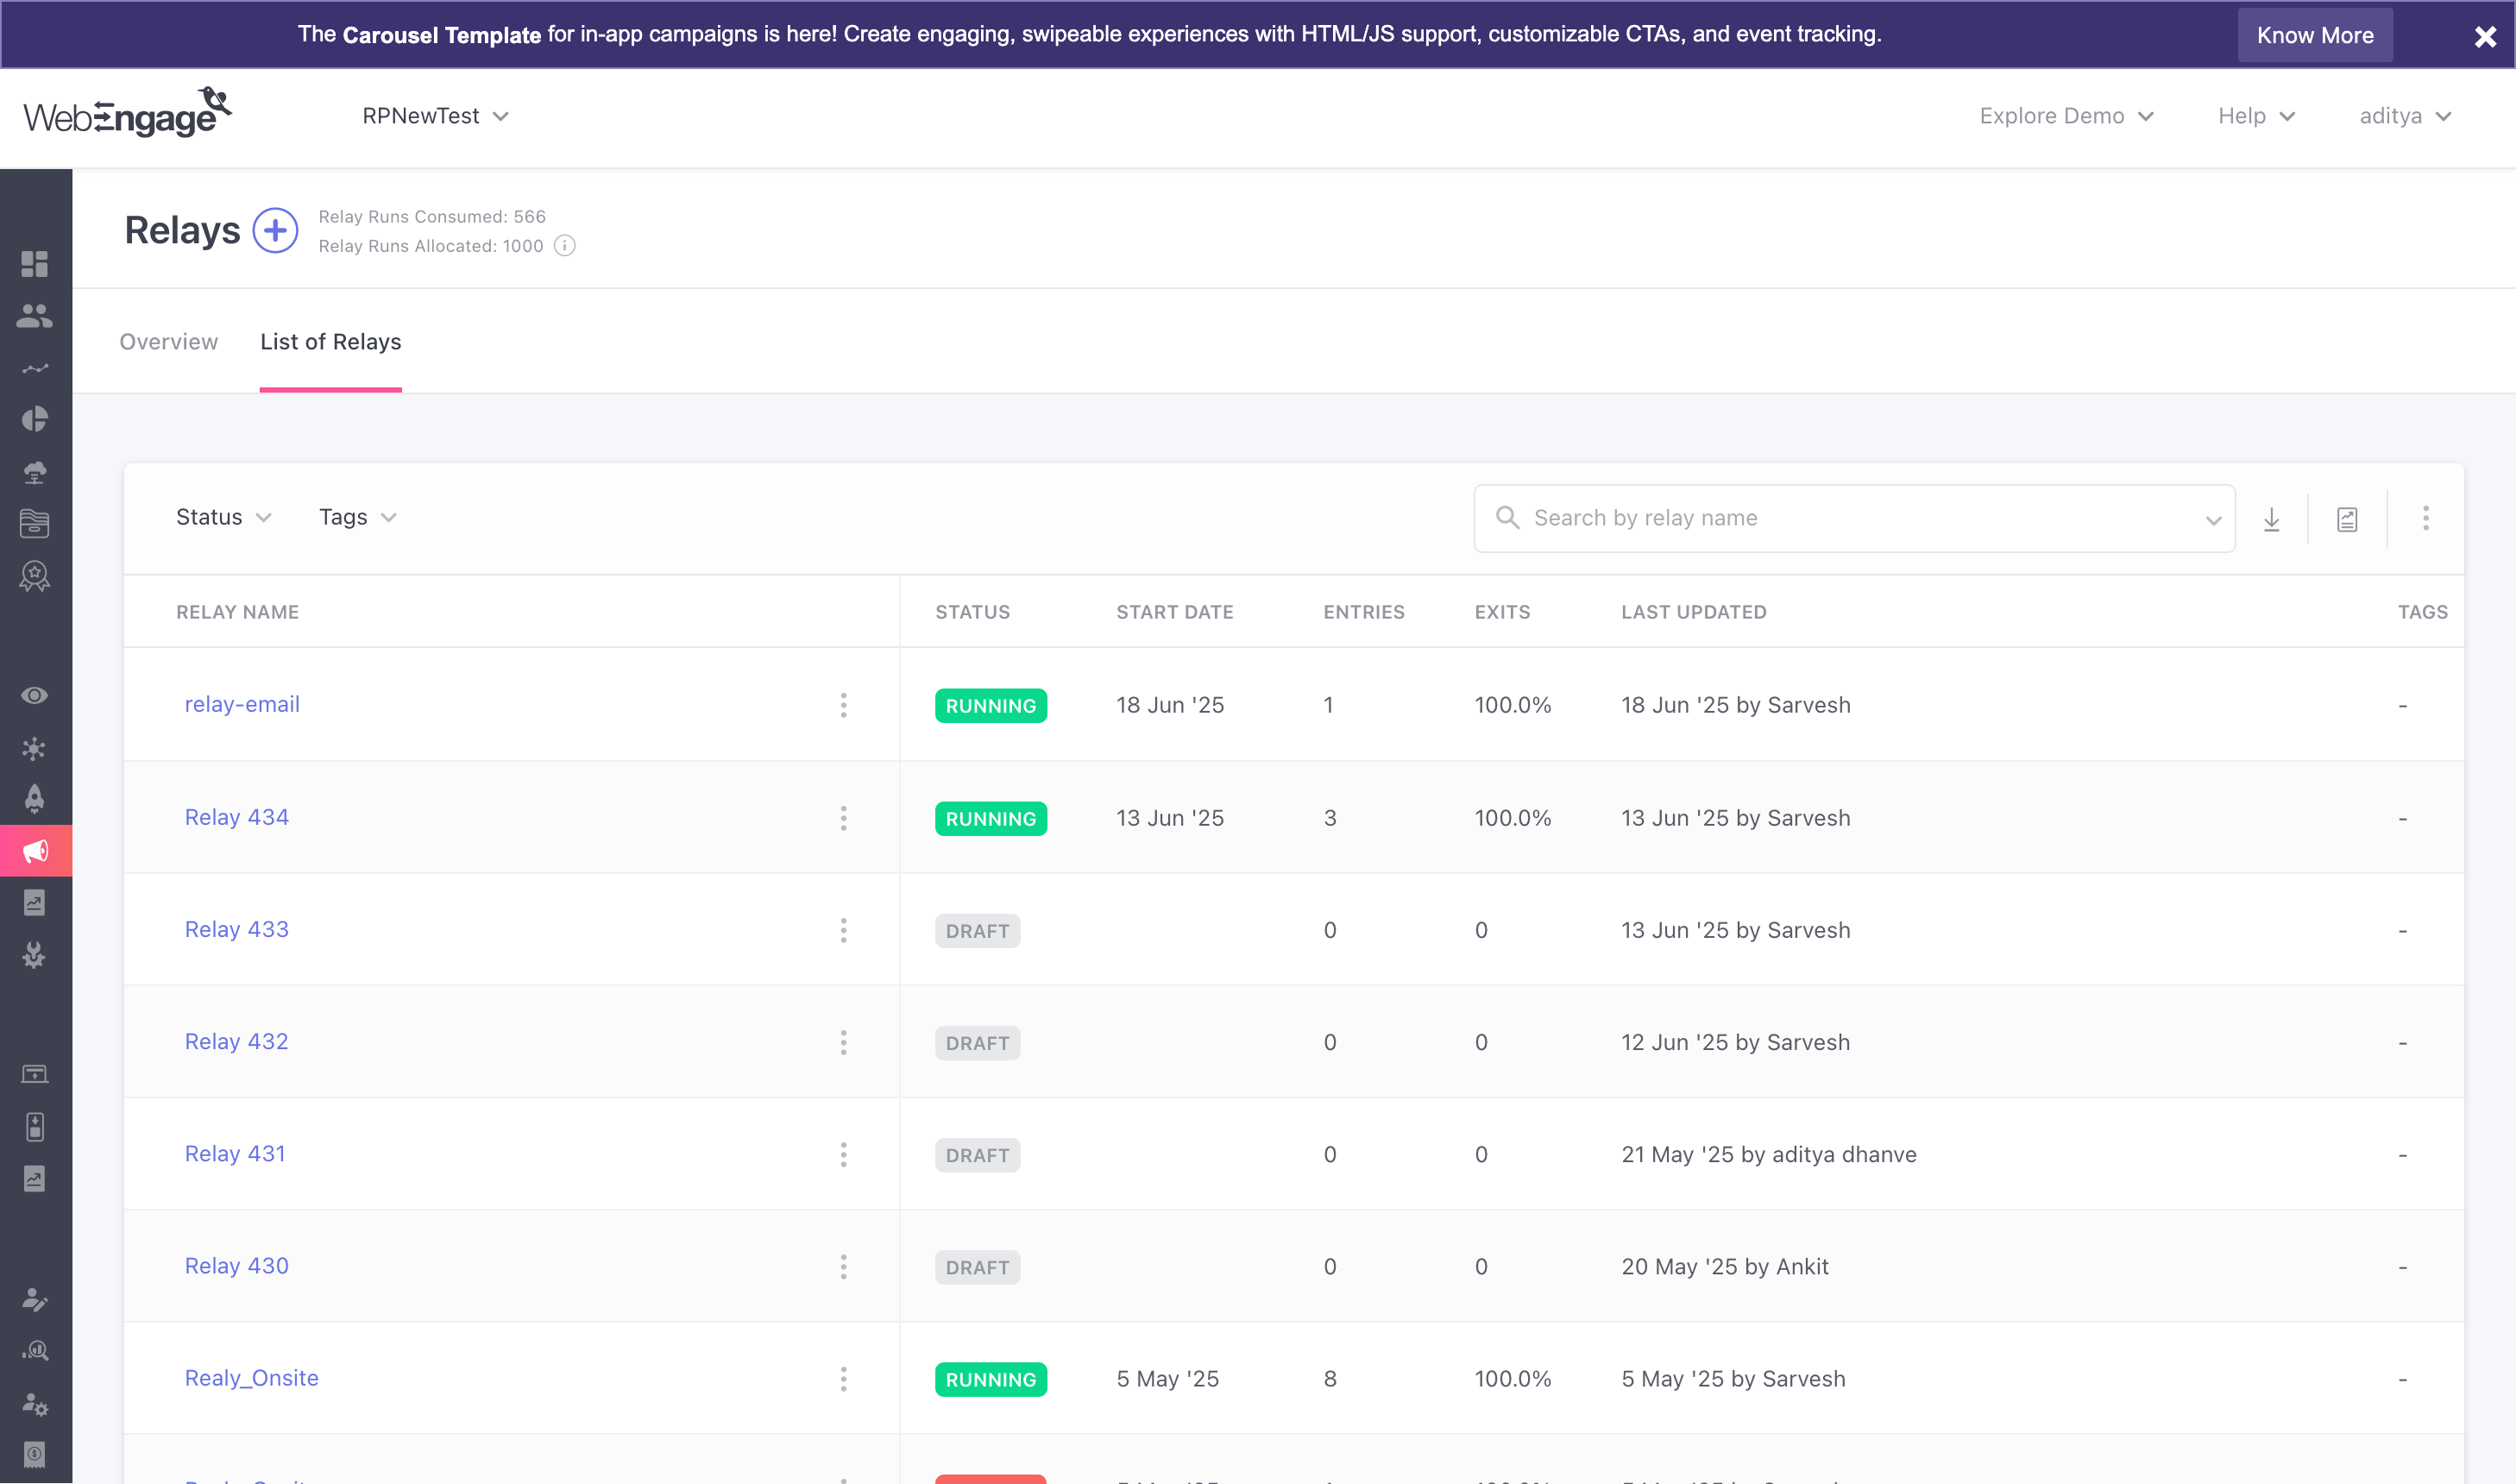 The Carousel Template for in-app campaigns is here! Create engaging, swipeable experiences with HTML/JS support, customizable CTAs, and event tracking.
Know More
WebEngage
RPNewTest
Explore Demo
Help
aditya
Relays
Relay Runs Consumed: 566
Relay Runs Allocated: 1000
Overview
List of Relays
Status
Tags
Search by relay name
RELAY NAME STATUS START DATE ENTRIES EXITS LAST UPDATED TAGS
relay-email RUNNING 18 Jun '25 1 100.0% 18 Jun '25 by Sarvesh -
Relay 434 RUNNING 13 Jun '25 3 100.0% 13 Jun '25 by Sarvesh -
Relay 433 DRAFT 0 0 13 Jun '25 by Sarvesh -
Relay 432 DRAFT 0 0 12 Jun '25 by Sarvesh -
Relay 431 DRAFT 0 0 21 May '25 by aditya dhanve -
Relay 430 DRAFT 0 0 20 May '25 by Ankit -
Realy_Onsite RUNNING 5 May '25 8 100.0% 5 May '25 by Sarvesh -